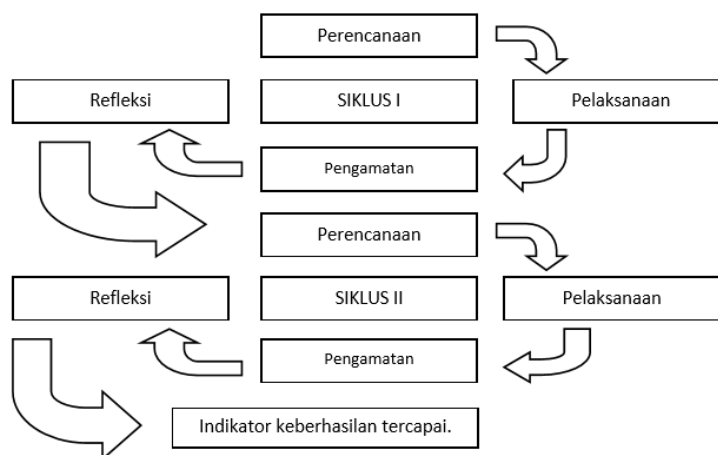 Perencanaan
Refleksi
SIKLUS I
Pelaksanaan
Pengamatan
Perencanaan
Refleksi
SIKLUS II
Pelaksanaan
Pengamatan
Indikator keberhasilan tercapai.